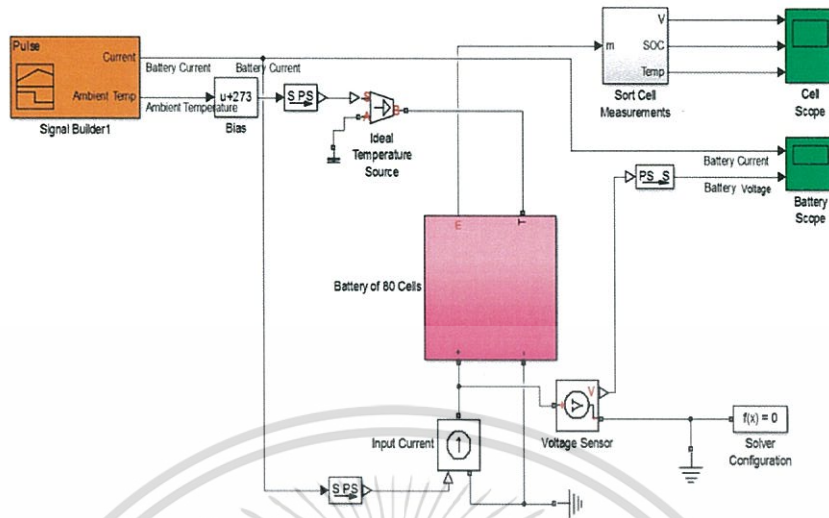 Pulse
Current
Ambient Temp
Signal Builder1
Battery Current
Ambient Temperature
u+273
Bias
Battery Current
S PS
S
A
B
Ideal
Temperature
Source
m
V
SOC
Temp
Sort Cell
Measurements
Cell
Scope
Battery Current
PS S
Battery Voltage
Battery
Scope
E
T
Battery of 80 Cells
+
-
Input Current
S PS
V
+
-
Voltage Sensor
f(x) = 0
Solver
Configuration